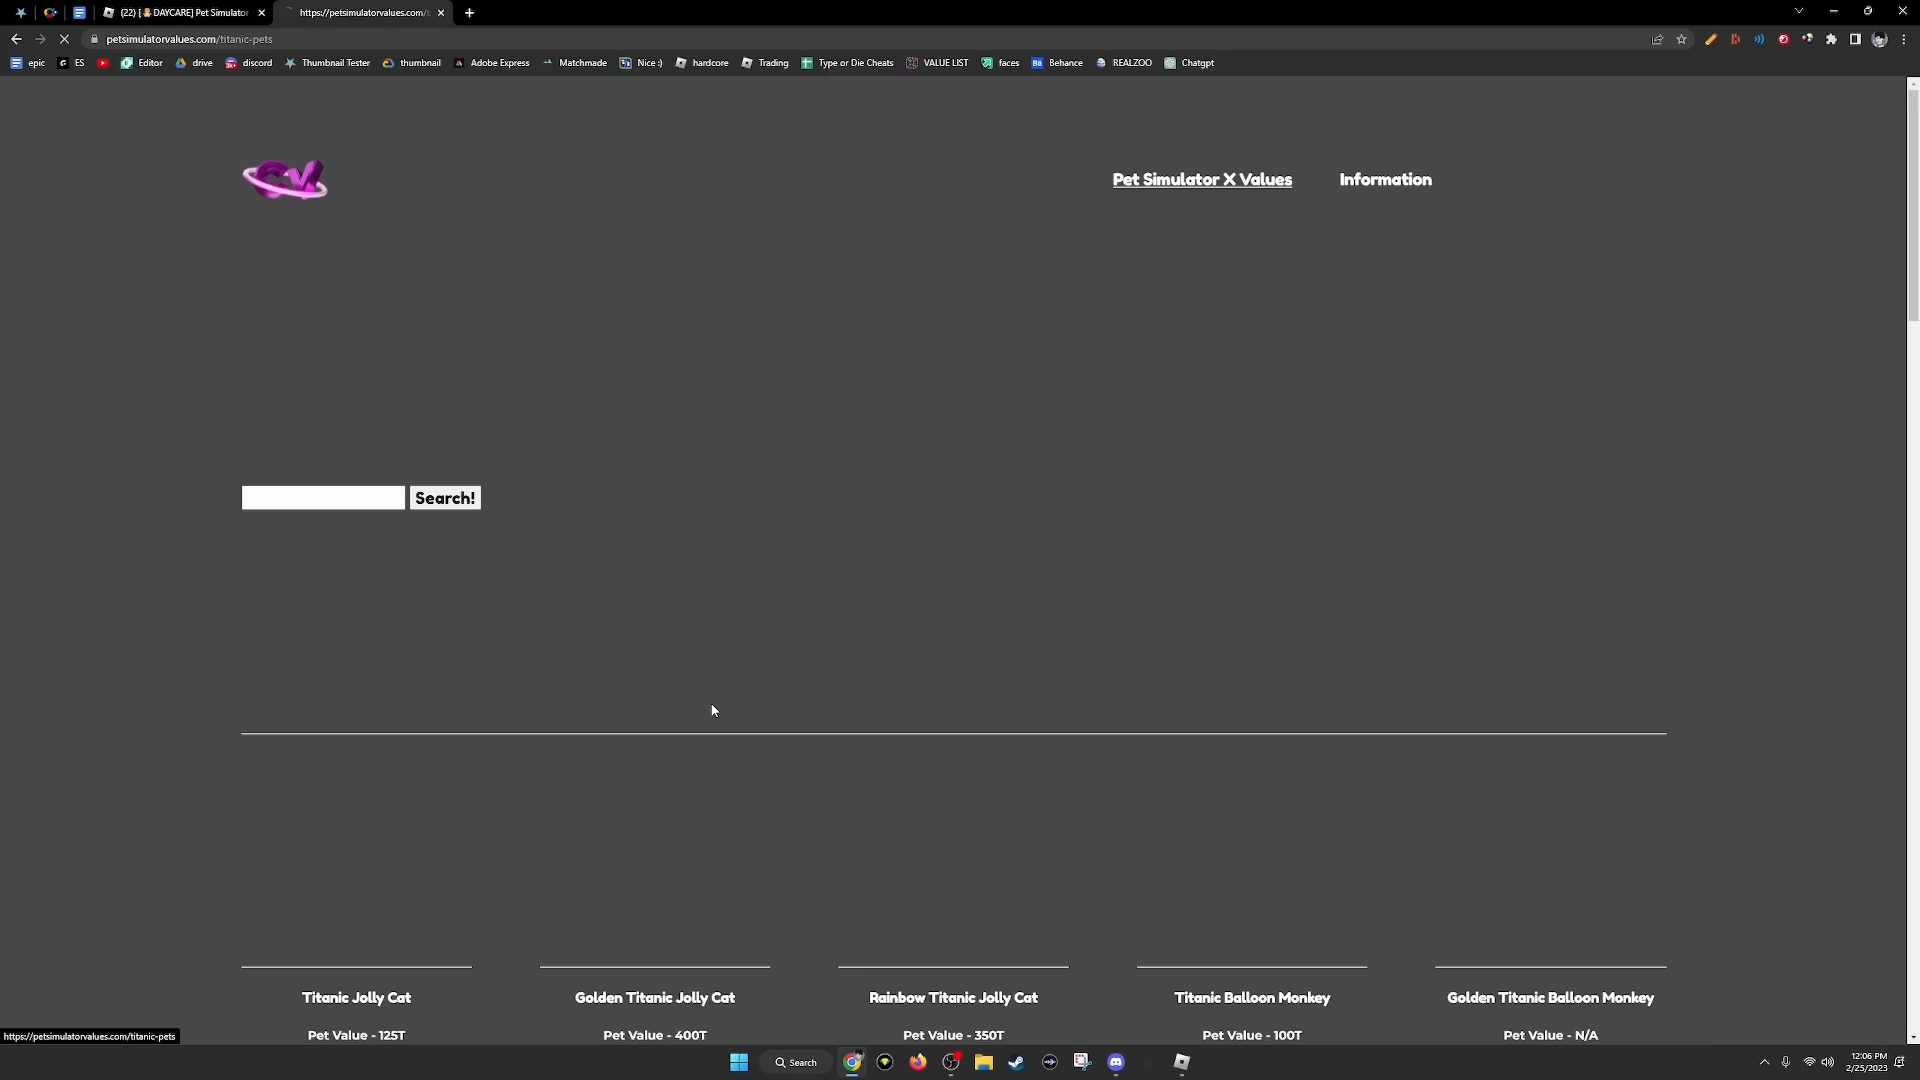 (22) [ DAYCARE] Pet Simulator
https://petsimulatorvalues.com/t
petsimulatorvalues.com/titanic-pets
epic
ES
Editor
drive
discord
Thumbnail Tester
thumbnail
Adobe Express
Matchmade
Nice :)
hardcore
Trading
Type or Die Cheats
VALUE LIST
faces
Behance
REALZOO
Chatgpt
CV
Pet Simulator X Values
Information
Search!
Titanic Jolly Cat
Golden Titanic Jolly Cat
Rainbow Titanic Jolly Cat
Titanic Balloon Monkey
Golden Titanic Balloon Monkey
Pet Value - 125T
Pet Value - 400T
Pet Value - 350T
Pet Value - 100T
Pet Value - N/A
https://petsimulatorvalues.com/titanic-pets
Search
12:06 PM
2/25/2023